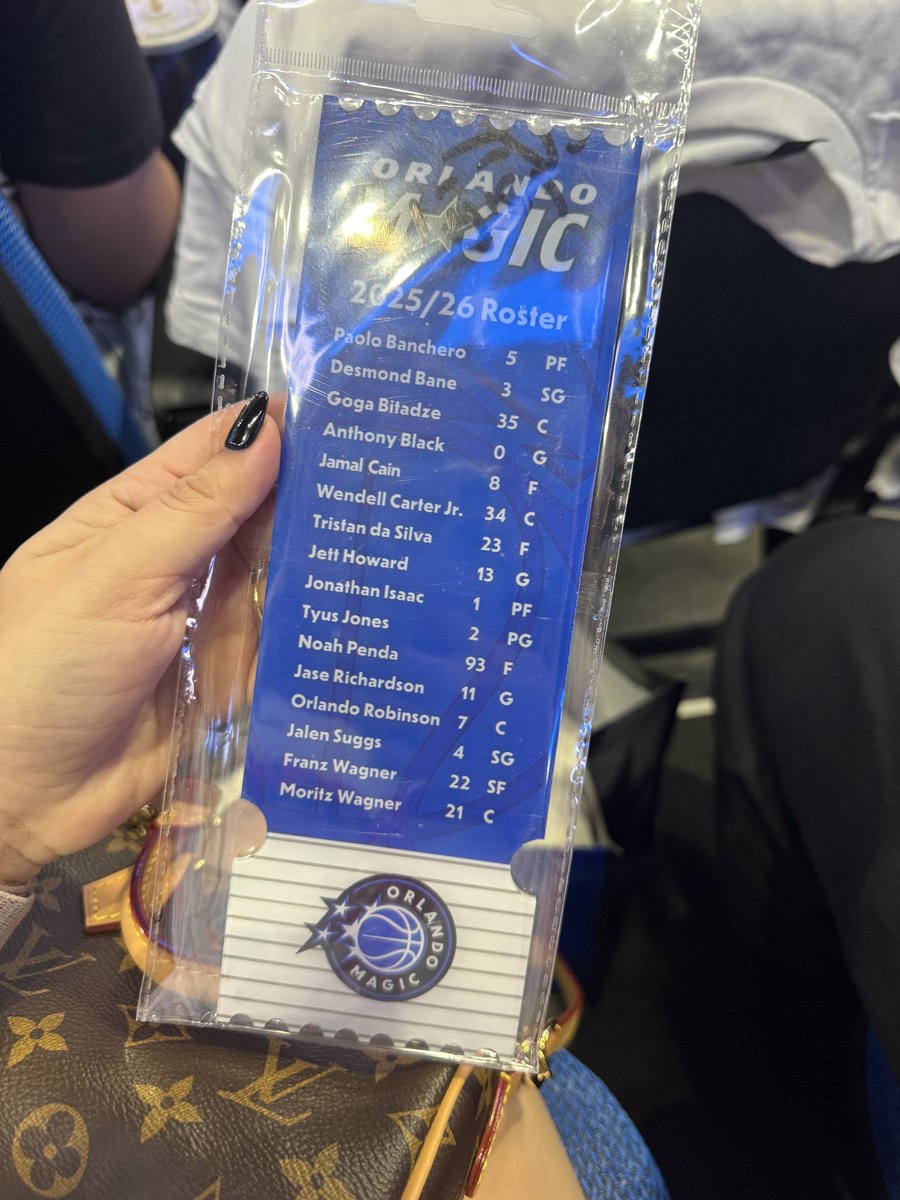 ORLANDO
MAGIC
2025/26 Roster
Paolo Banchero 5 PF
Desmond Bane 3 SG
Goga Bitadze 35 C
Anthony Black 0 G
Jamal Cain 8 F
Wendell Carter Jr. 34 C
Tristan da Silva 23 F
Jett Howard 13 G
Jonathan Isaac 1 PF
Tyus Jones 2 PG
Noah Penda 93 F
Jase Richardson 11 G
Orlando Robinson 7 C
Jalen Suggs 4 SG
Franz Wagner 22 SF
Moritz Wagner 21 C
ORLANDO
MAGIC